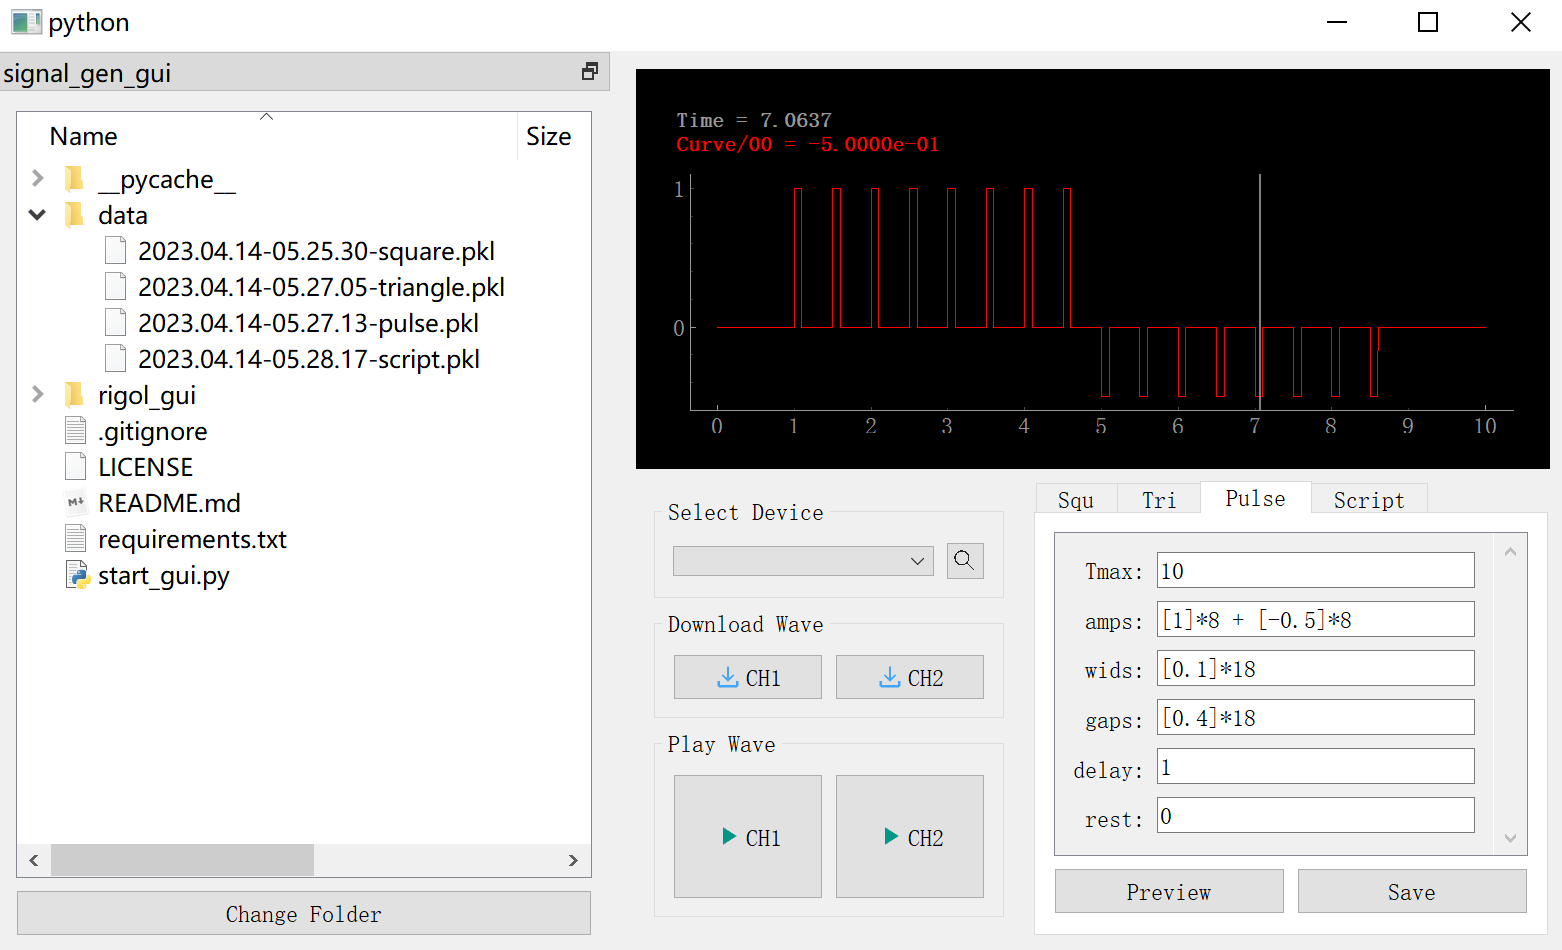 python
signal_gen_gui
Name Size
__pycache__
data
2023.04.14-05.25.30-square.pkl
2023.04.14-05.27.05-triangle.pkl
2023.04.14-05.27.13-pulse.pkl
2023.04.14-05.28.17-script.pkl
rigol_gui
.gitignore
LICENSE
README.md
requirements.txt
start_gui.py
Change Folder
Time = 7.0637
Curve/00 = -5.0000e-01
1
0
0 1 2 3 4 5 6 7 8 9 10
Select Device
Download Wave
CH1 CH2
Play Wave
CH1 CH2
Squ Tri Pulse Script
Tmax: 10
amps: [1]*8 + [-0.5]*8
wids: [0.1]*18
gaps: [0.4]*18
delay: 1
rest: 0
Preview Save